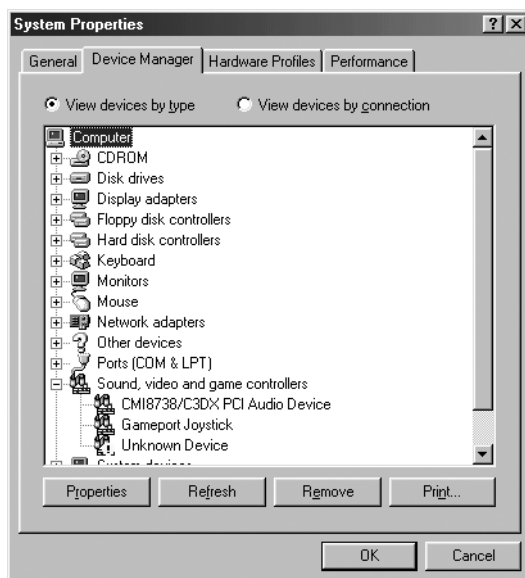 System Properties
General
Device Manager
Hardware Profiles
Performance
View devices by type
View devices by connection
Computer
CDROM
Disk drives
Display adapters
Floppy disk controllers
Hard disk controllers
Keyboard
Monitors
Mouse
Network adapters
Other devices
Ports (COM & LPT)
Sound, video and game controllers
CMI8738/C3DX PCI Audio Device
Gameport Joystick
Unknown Device
System devices
Properties
Refresh
Remove
Print...
OK
Cancel